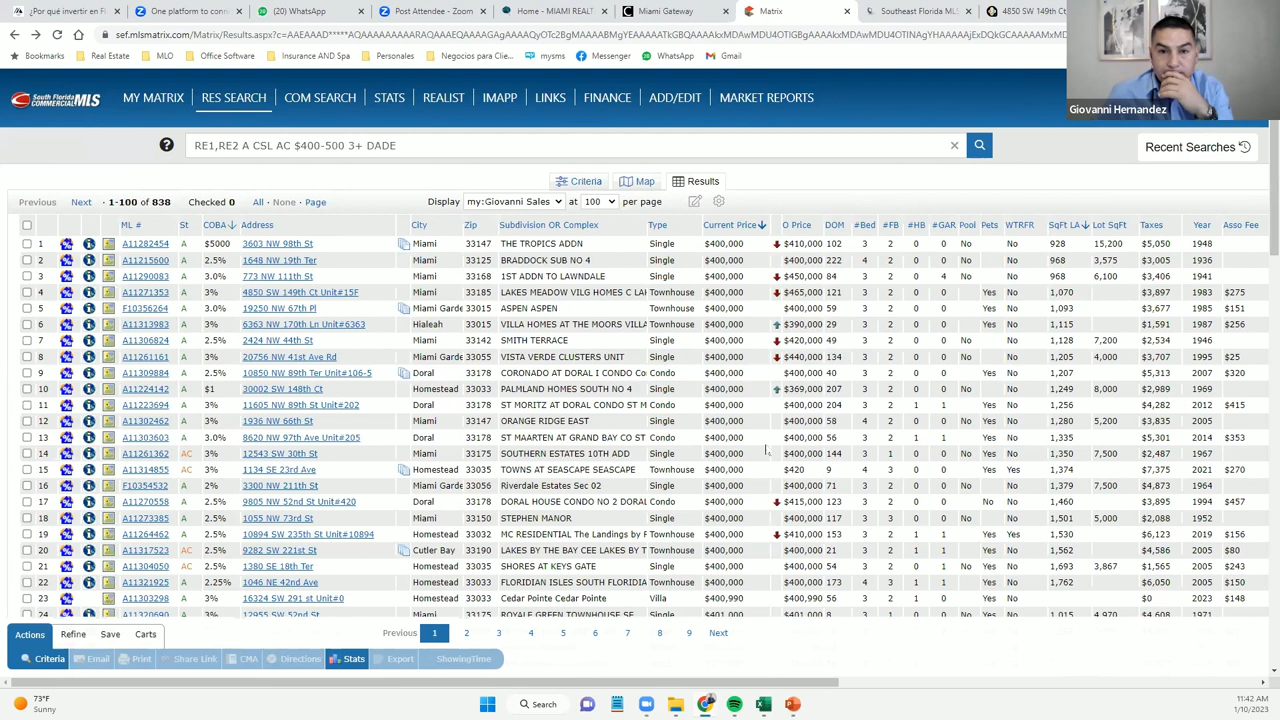 ¿Por qué invertir en Fl
One platform to conn
(20) WhatsApp
Post Attendee - Zoom
Home - MIAMI REALT
Miami Gateway
Matrix
Southeast Florida MLS
4850 SW 149th Ct
sef.mlsmatrix.com/Matrix/Results.aspx?c=
Bookmarks Real Estate MLO Office Insurance AND Spa Personales Negocios para Clie... mysms Messenger WhatsApp Gmail
Giovanni Hernandez
South Florida COMMERCIAL MLS
MY MATRIX RES SEARCH COM SEARCH STATS REALIST IMAPP LINKS FINANCE ADD/EDIT MARKET REPORTS
RE1,RE2 A CSL AC $400-500 3+ DADE
Recent Searches
Criteria Map Results
Previous Next · 1-100 of 838 Checked 0 All · None · Page Display my:Giovanni Sales at 100 per page
ML # St COBA Address City Zip Subdivision OR Complex Type Current Price O Price DOM #Bed #FB #HB #GAR Pool Pets WTRFR SqFt LA Lot SqFt Taxes Year Asso Fee
1 A11282454 A $5000 3603 NW 98th St Miami 33147 THE TROPICS ADDN Single $400,000 $410,000 102 3 2 0 0 No No 928 15,200 $5,050 1948
2 A11215600 A 2.5% 1648 NW 19th Ter Miami 33125 BRADDOCK SUB NO 4 Single $400,000 $400,000 222 4 2 0 0 No No 968 3,575 $3,005 1936
3 A11290083 A 3% 773 NW 111th St Miami 33168 1ST ADDN TO LAWNDALE Single $400,000 $450,000 84 3 2 0 4 No No 968 6,100 $3,406 1941
4 A11271353 A 3% 4850 SW 149th Ct Unit#15F Miami 33185 LAKES MEADOW VILG HOMES C LA Townhouse $400,000 $465,000 121 3 2 0 0 Yes No 1,070 $3,897 1983 $275
5 F10356264 A 3.0% 19250 NW 67th Pl Miami Garde 33015 ASPEN ASPEN Townhouse $400,000 $400,000 59 3 2 0 0 Yes No 1,093 $3,677 1985 $151
6 A11313983 A 3% 6363 NW 170th Ln Unit#6363 Hialeah 33015 VILLA HOMES AT THE MOORS VILLA Townhouse $400,000 $390,000 29 3 2 0 0 Yes No 1,115 $1,591 1987 $256
7 A11306824 A 3% 2424 NW 44th St Miami 33142 SMITH TERRACE Single $400,000 $420,000 49 3 2 0 0 No No 1,128 7,200 $2,534 1946
8 A11261161 A 3% 20756 NW 41st Ave Rd Miami Garde 33055 VISTA VERDE CLUSTERS UNIT Single $400,000 $440,000 134 3 2 0 0 No No 1,205 4,000 $3,707 1995 $25
9 A11309884 A 2.5% 10850 NW 89th Ter Unit#106-5 Doral 33178 CORONADO AT DORAL I CONDO Co Condo $400,000 $400,000 40 3 2 0 0 Yes No 1,207 $5,313 2007 $320
10 A11224142 A $1 30002 SW 148th Ct Homestead 33033 PALMLAND HOMES SOUTH NO 4 Single $400,000 $369,000 207 3 2 0 0 No No 1,249 8,000 $2,989 1969
11 A11223694 A 3% 11605 NW 89th St Unit#202 Doral 33178 ST MORITZ AT DORAL CONDO ST M Condo $400,000 $400,000 204 3 2 1 0 Yes No 1,256 $4,282 2012 $415
12 A11302462 A 3% 1936 NW 66th St Miami 33147 ORANGE RIDGE EAST Single $400,000 $400,000 58 4 2 0 0 No No 1,280 5,200 $3,835 2005
13 A11303603 A 3.0% 8620 NW 97th Ave Unit#205 Doral 33178 ST MAARTEN AT GRAND BAY CO ST Condo $400,000 $400,000 56 3 2 1 0 Yes No 1,335 $5,301 2014 $353
14 A11261362 AC 3% 12543 SW 30th St Miami 33175 SOUTHERN ESTATES 10TH ADD Single $400,000 $400,000 144 3 1 0 0 No No 1,350 7,500 $2,487 1967
15 A11314855 AC 3% 1134 SE 23rd Ave Homestead 33035 TOWNS AT SEASCAPE SEASCAPE Townhouse $400,000 $420 4 3 0 0 Yes Yes 1,374 $7,375 2021 $270
16 F10354532 A 2% 3300 NW 211th St Miami Garde 33056 Riverdale Estates Sec 02 Single $400,000 $400,000 71 3 2 0 0 No No 1,379 7,500 $4,873 1964
17 A11270558 A 2.5% 9805 NW 52nd St Unit#420 Doral 33178 DORAL HOUSE CONDO NO 2 DORAL Condo $400,000 $415,000 123 3 2 0 0 No No 1,460 $3,895 1994 $457
18 A11273385 A 2.5% 1055 NW 73rd St Miami 33150 STEPHEN MANOR Single $400,000 $400,000 117 3 3 0 0 No No 1,501 5,000 $2,088 1952
19 A11264462 A 2.5% 10894 SW 235th St Unit#10894 Homestead 33032 MC RESIDENTIAL The Landings by F Townhouse $400,000 $410,000 153 3 2 1 0 Yes Yes 1,530 $6,123 2019 $156
20 A11317523 AC 3% 9282 SW 221st St Cutler Bay 33190 LAKES BY THE BAY CEE LAKES BY T Townhouse $400,000 $400,000 21 3 2 1 0 Yes No 1,562 $4,586 2005 $80
21 A11304050 AC 2.5% 1380 SE 18th Ter Homestead 33035 SHORES AT KEYS GATE Single $400,000 $400,000 54 3 2 0 1 Yes No 1,693 3,867 $1,565 2005 $243
22 A11321925 A 2.25% 1046 NE 42nd Ave Homestead 33033 FLORIDIAN ISLES SOUTH FLORIDIA Townhouse $400,000 $400,000 173 4 3 0 1 Yes No 1,762 $6,050 2005 $150
23 A11303298 A 3% 16324 SW 291 st Unit#0 Homestead 33033 Cedar Pointe Cedar Pointe Villa $400,990 $400,990 56 3 2 1 0 Yes No $0 2023 $148
24 A11320690 A 3% 12955 SW 52nd St Miami 33175 ROYALE GREEN TOWNHOUSE SE Townhouse $401,000 $401,000 8 3 2 0 0 Yes No 1,015 4,970 $4,608 1971
Actions Refine Save Carts Previous 1 2 3 4 5 6 7 8 9 Next
Criteria Email Print Share Link CMA Directions Stats Export ShowingTime
73°F
Sunny
Search
11:42 AM
1/10/2023